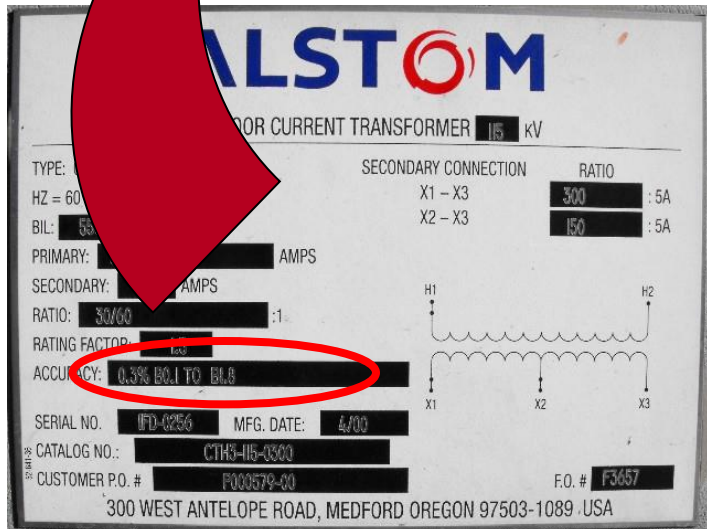 ALSTOM
OOR CURRENT TRANSFORMER 115 KV
TYPE: SECONDARY CONNECTION RATIO
HZ = 60 X1 – X3 300 : 5A
BIL: 55 X2 – X3 150 : 5A
PRIMARY: AMPS
SECONDARY: AMPS
H1 H2
RATIO: 30/60 :1
RATING FACTOR: 1.5
ACCURACY: 0.3% B0.1 TO B1.8
X1 X2 X3
SERIAL NO. IFD-0256 MFG. DATE: 4/00
CATALOG NO.: CTH3-115-0300
CUSTOMER P.O. # P000579-00 F.O. # F3657
300 WEST ANTELOPE ROAD, MEDFORD OREGON 97503-1089 USA